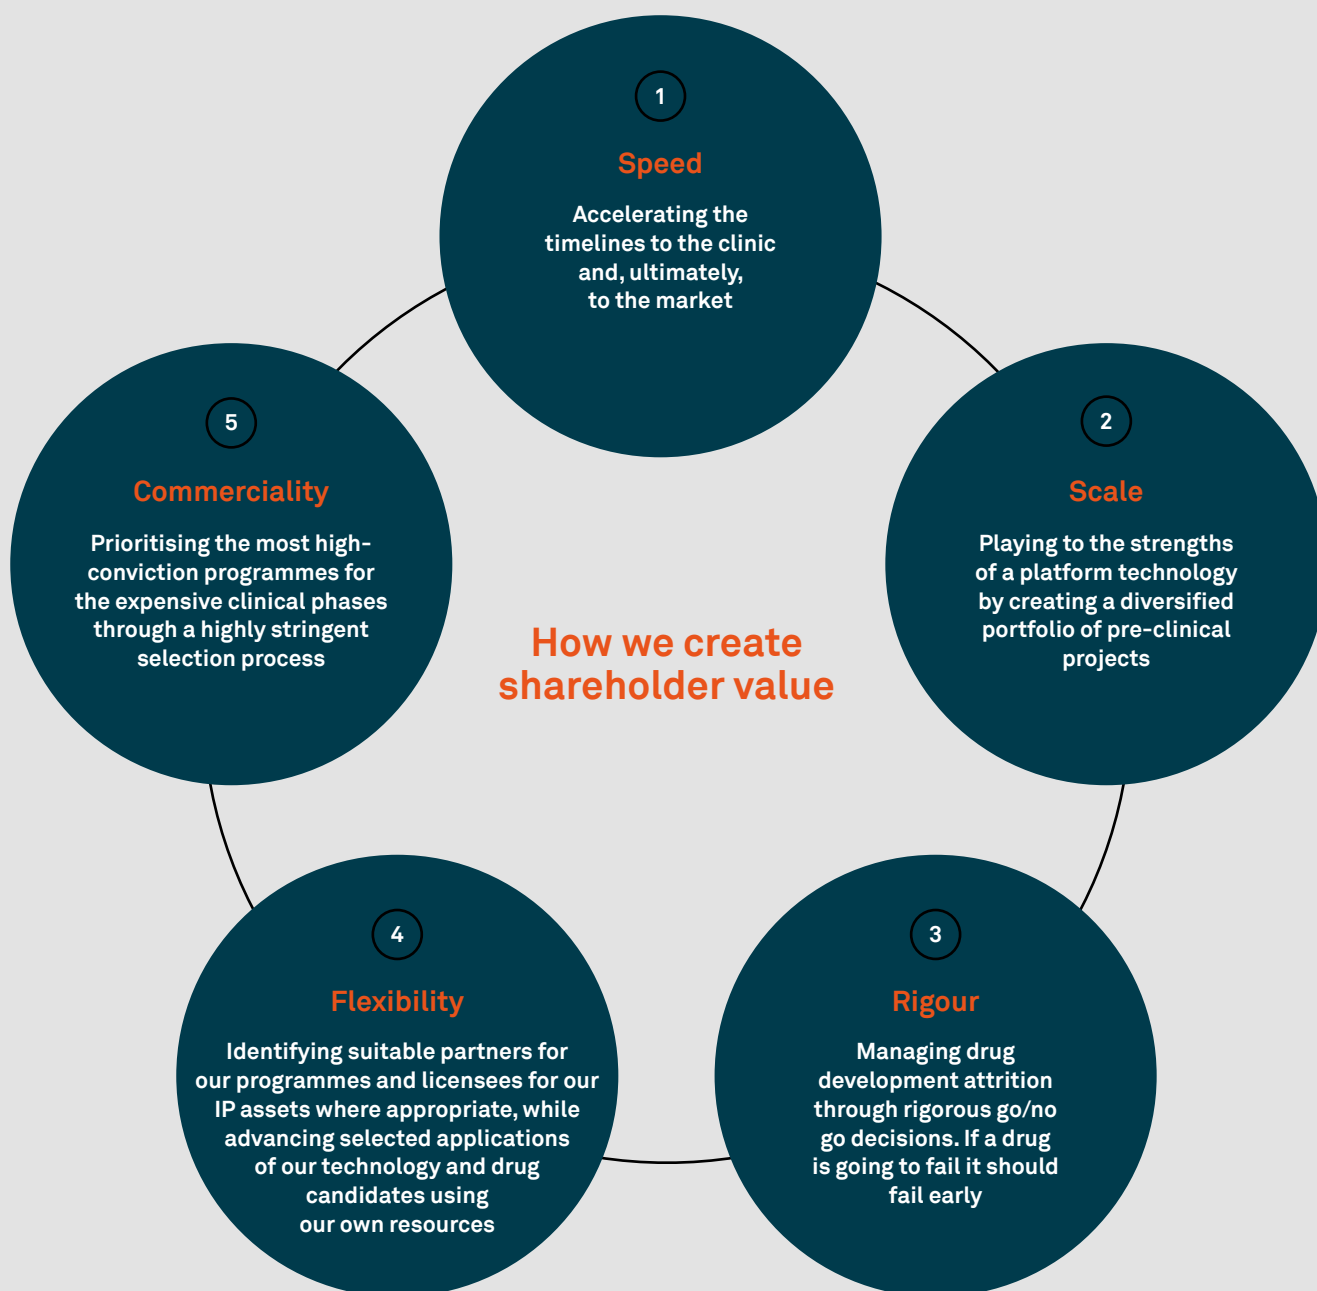 1
Speed
Accelerating the
timelines to the clinic
and, ultimately,
to the market
2
Scale
Playing to the strengths
of a platform technology
by creating a diversified
portfolio of pre-clinical
projects
3
Rigour
Managing drug
development attrition
through rigorous go/no
go decisions. If a drug
is going to fail it should
fail early
4
Flexibility
Identifying suitable partners for
our programmes and licensees for our
IP assets where appropriate, while
advancing selected applications
of our technology and drug
candidates using
our own resources
5
Commerciality
Prioritising the most high-
conviction programmes for
the expensive clinical phases
through a highly stringent
selection process
How we create
shareholder value